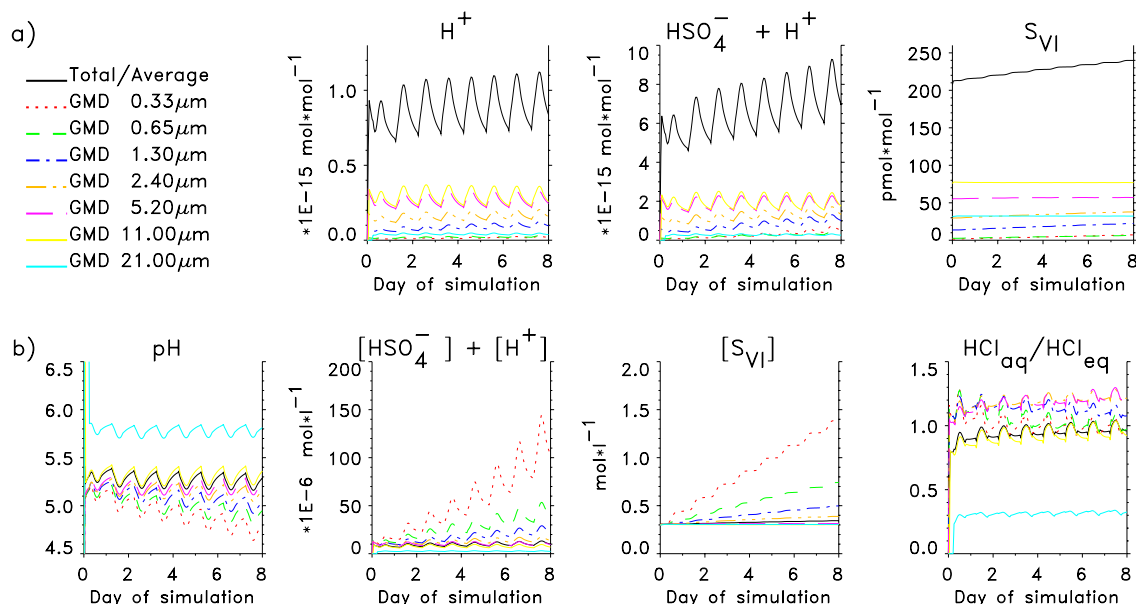 a)
Total/Average
GMD 0.33μm
GMD 0.65μm
GMD 1.30μm
GMD 2.40μm
GMD 5.20μm
GMD 11.00μm
GMD 21.00μm
H+
*1E-15 mol*mol-1
1.0
0.5
0.0
0 2 4 6 8
Day of simulation
HSO4- + H+
*1E-15 mol*mol-1
10
8
6
4
2
0
0 2 4 6 8
Day of simulation
SVI
pmol*mol-1
250
200
150
100
50
0
0 2 4 6 8
Day of simulation
b)
pH
6.5
6.0
5.5
5.0
4.5
0 2 4 6 8
Day of simulation
[HSO4-] + [H+]
*1E-6 mol*l-1
200
150
100
50
0
0 2 4 6 8
Day of simulation
[SVI]
mol*l-1
2.0
1.5
1.0
0.5
0.0
0 2 4 6 8
Day of simulation
HClaq/HCleq
1.5
1.0
0.5
0.0
0 2 4 6 8
Day of simulation